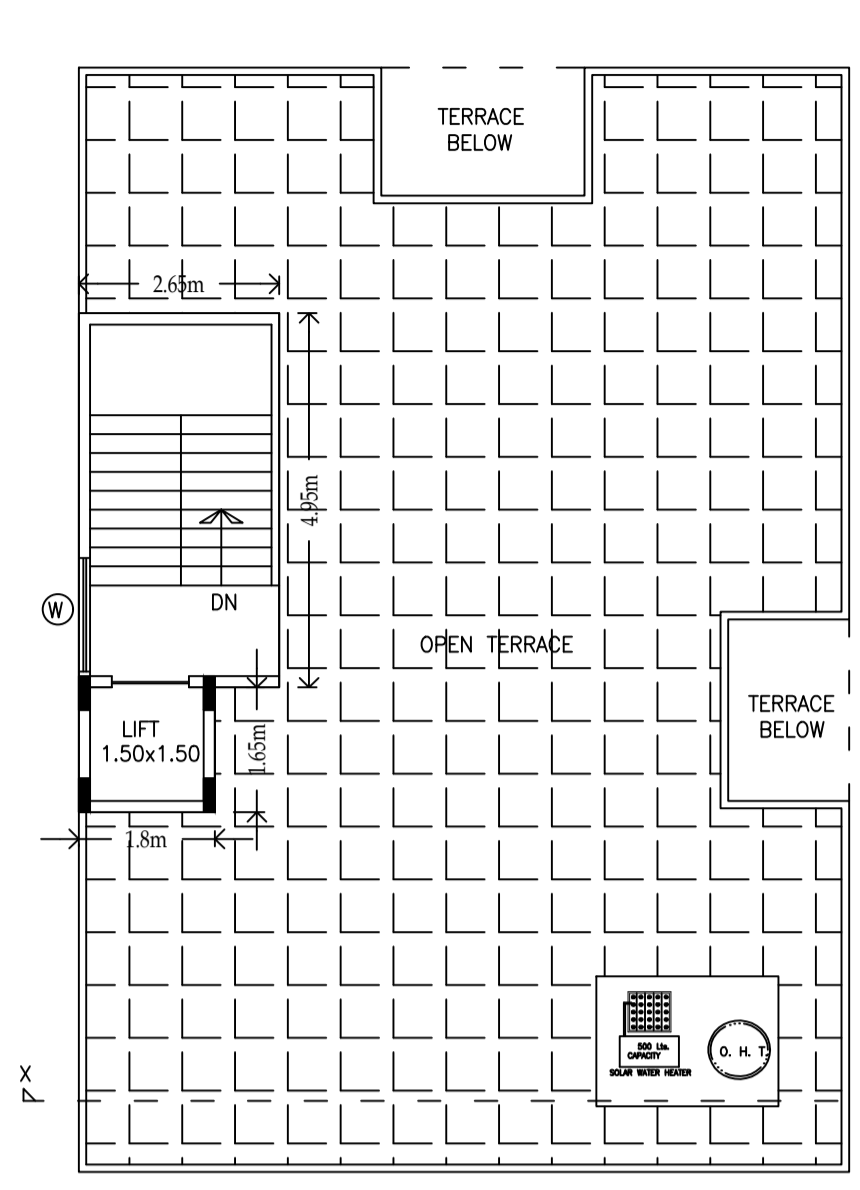 TERRACE
BELOW
2.65m
4.95m
W
DN
OPEN TERRACE
TERRACE
BELOW
LIFT
1.50x1.50
1.65m
1.8m
500 Lts.
CAPACITY
SOLAR WATER HEATER
O. H. T.
X